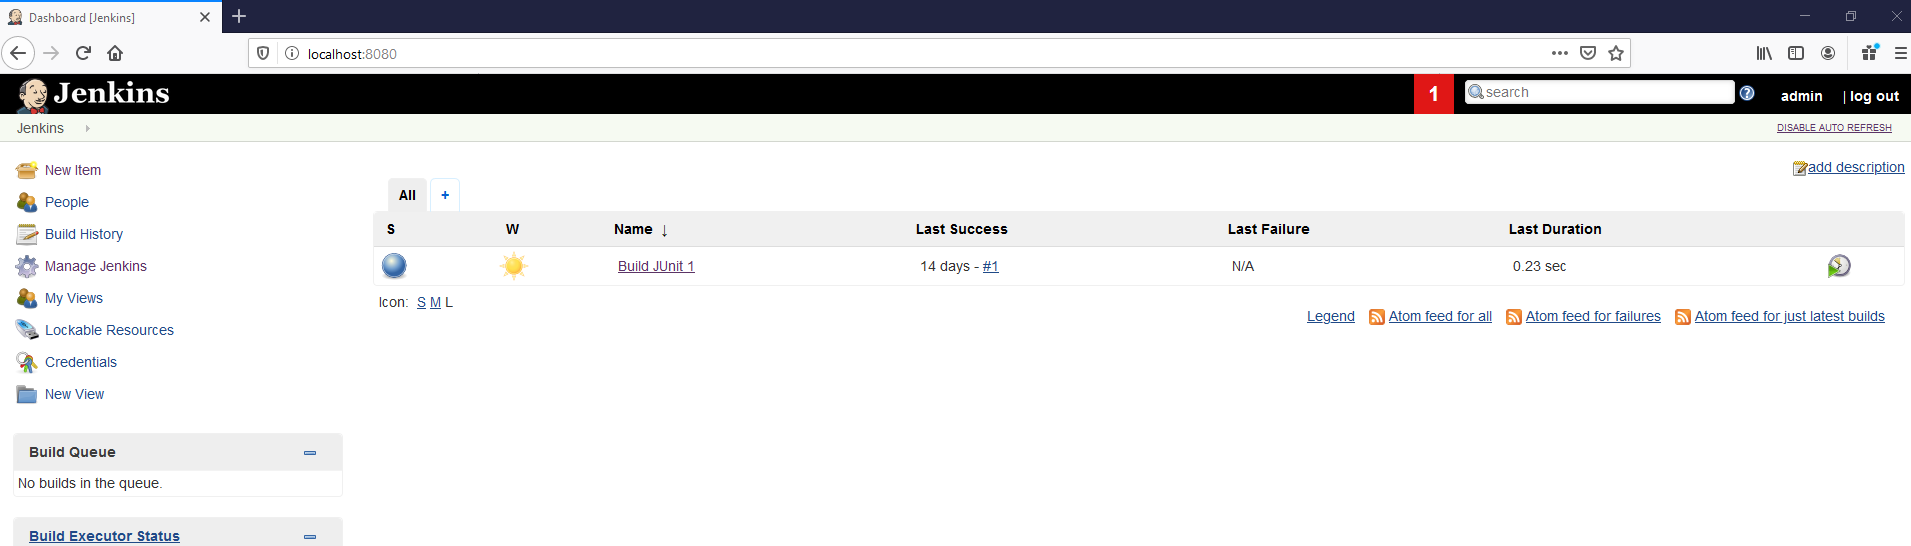 Dashboard [Jenkins]
localhost:8080
Jenkins
1
search
admin
| log out
Jenkins
DISABLE AUTO REFRESH
New Item
People
Build History
Manage Jenkins
My Views
Lockable Resources
Credentials
New View
Build Queue
No builds in the queue.
Build Executor Status
add description
All +
S W Name ↓ Last Success Last Failure Last Duration
Build JUnit 1 14 days - #1 N/A 0.23 sec
Icon: S M L
Legend Atom feed for all Atom feed for failures Atom feed for just latest builds